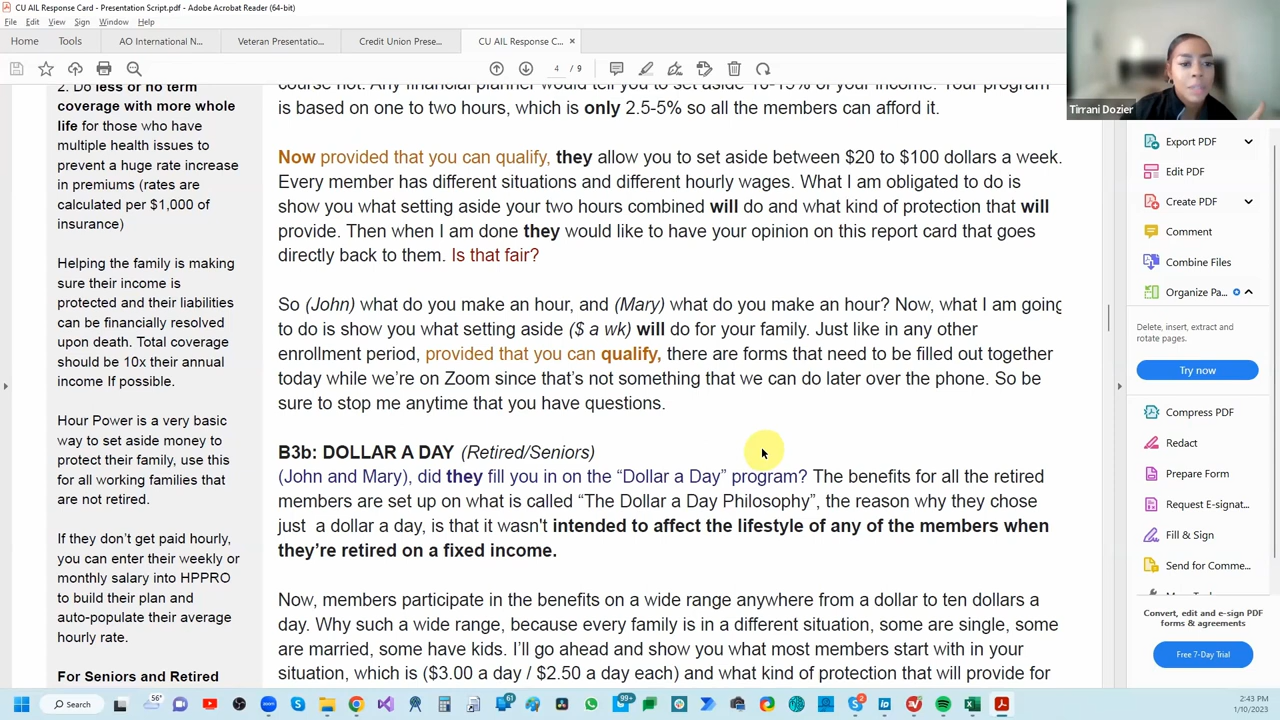 CU AIL Response Card - Presentation Script.pdf - Adobe Acrobat Reader (64-bit)
File Edit View Sign Window Help
Home Tools AO International N... Veteran Presentatio... Credit Union Prese... CU AIL Response C... ×
4 / 9
Tirrani Dozier
2. Do less or no term
coverage with more whole
life for those who have
multiple health issues to
prevent a huge rate increase
in premiums (rates are
calculated per $1,000 of
insurance)
Helping the family is making
sure their income is
protected and their liabilities
can be financially resolved
upon death. Total coverage
should be 10x their annual
income If possible.
Hour Power is a very basic
way to set aside money to
protect their family, use this
for all working families that
are not retired.
If they don't get paid hourly,
you can enter their weekly or
monthly salary into HPPRO
to build their plan and
auto-populate their average
hourly rate.
For Seniors and Retired
course not. Any financial planner would tell you to set aside 10-15% of your income. Your program
is based on one to two hours, which is only 2.5-5% so all the members can afford it.
Now provided that you can qualify, they allow you to set aside between $20 to $100 dollars a week.
Every member has different situations and different hourly wages. What I am obligated to do is
show you what setting aside your two hours combined will do and what kind of protection that will
provide. Then when I am done they would like to have your opinion on this report card that goes
directly back to them. Is that fair?
So (John) what do you make an hour, and (Mary) what do you make an hour? Now, what I am going
to do is show you what setting aside ($ a wk) will do for your family. Just like in any other
enrollment period, provided that you can qualify, there are forms that need to be filled out together
today while we're on Zoom since that's not something that we can do later over the phone. So be
sure to stop me anytime that you have questions.
B3b: DOLLAR A DAY (Retired/Seniors)
(John and Mary), did they fill you in on the “Dollar a Day” program? The benefits for all the retired
members are set up on what is called “The Dollar a Day Philosophy”, the reason why they chose
just a dollar a day, is that it wasn't intended to affect the lifestyle of any of the members when
they're retired on a fixed income.
Now, members participate in the benefits on a wide range anywhere from a dollar to ten dollars a
day. Why such a wide range, because every family is in a different situation, some are single, some
are married, some have kids. I'll go ahead and show you what most members start with in your
situation, which is ($3.00 a day / $2.50 a day each) and what kind of protection that will provide for
Export PDF
Edit PDF
Create PDF
Comment
Combine Files
Organize Pa...
Delete, insert, extract and
rotate pages.
Try now
Compress PDF
Redact
Prepare Form
Request E-signat...
Fill & Sign
Send for Comme...
Convert, edit and e-sign PDF
forms & agreements
Free 7-Day Trial
Search
56°
61
99+
2:43 PM
1/10/2023